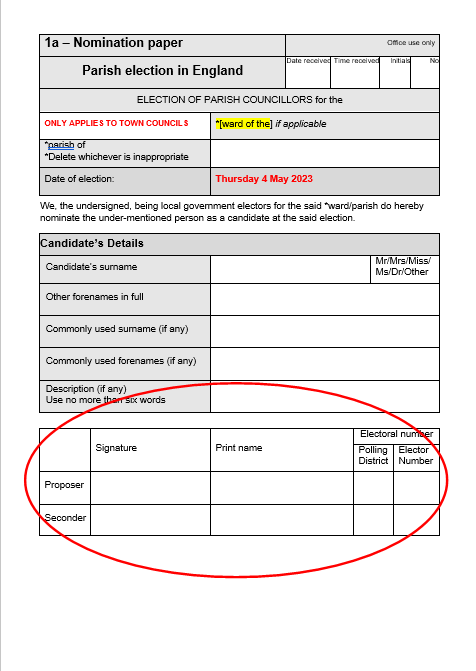 1a – Nomination paper
Office use only
Parish election in England
Date received Time received Initials No
ELECTION OF PARISH COUNCILLORS for the
ONLY APPLIES TO TOWN COUNCILS
*[ward of the] if applicable
*parish of
*Delete whichever is inappropriate
Date of election:
Thursday 4 May 2023
We, the undersigned, being local government electors for the said *ward/parish do hereby
nominate the under-mentioned person as a candidate at the said election.
Candidate's Details
Candidate's surname
Mr/Mrs/Miss/
Ms/Dr/Other
Other forenames in full
Commonly used surname (if any)
Commonly used forenames (if any)
Description (if any)
Use no more than six words
Signature
Print name
Electoral number
Polling
District
Elector
Number
Proposer
Seconder